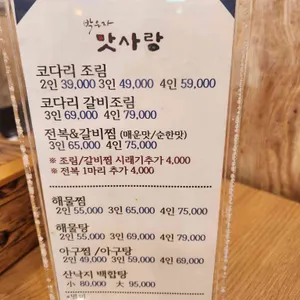 박우자
맛사랑
코다리 조림
2인 39,000 3인 49,000 4인 59,000
코다리 갈비조림
3인 69,000 4인 79,000
전복&갈비찜 (매운맛/순한맛)
3인 65,000 4인 75,000
※ 조림/갈비찜 시래기추가 4,000
※ 전복 1마리 추가 4,000
해물찜
2인 55,000 3인 65,000 4인 75,000
해물탕
2인 55,000 3인 69,000 4인 79,000
아구찜/아구탕
2인 49,000 3인 59,000 4인 69,000
산낙지 백합탕
小 80,000 大 95,000